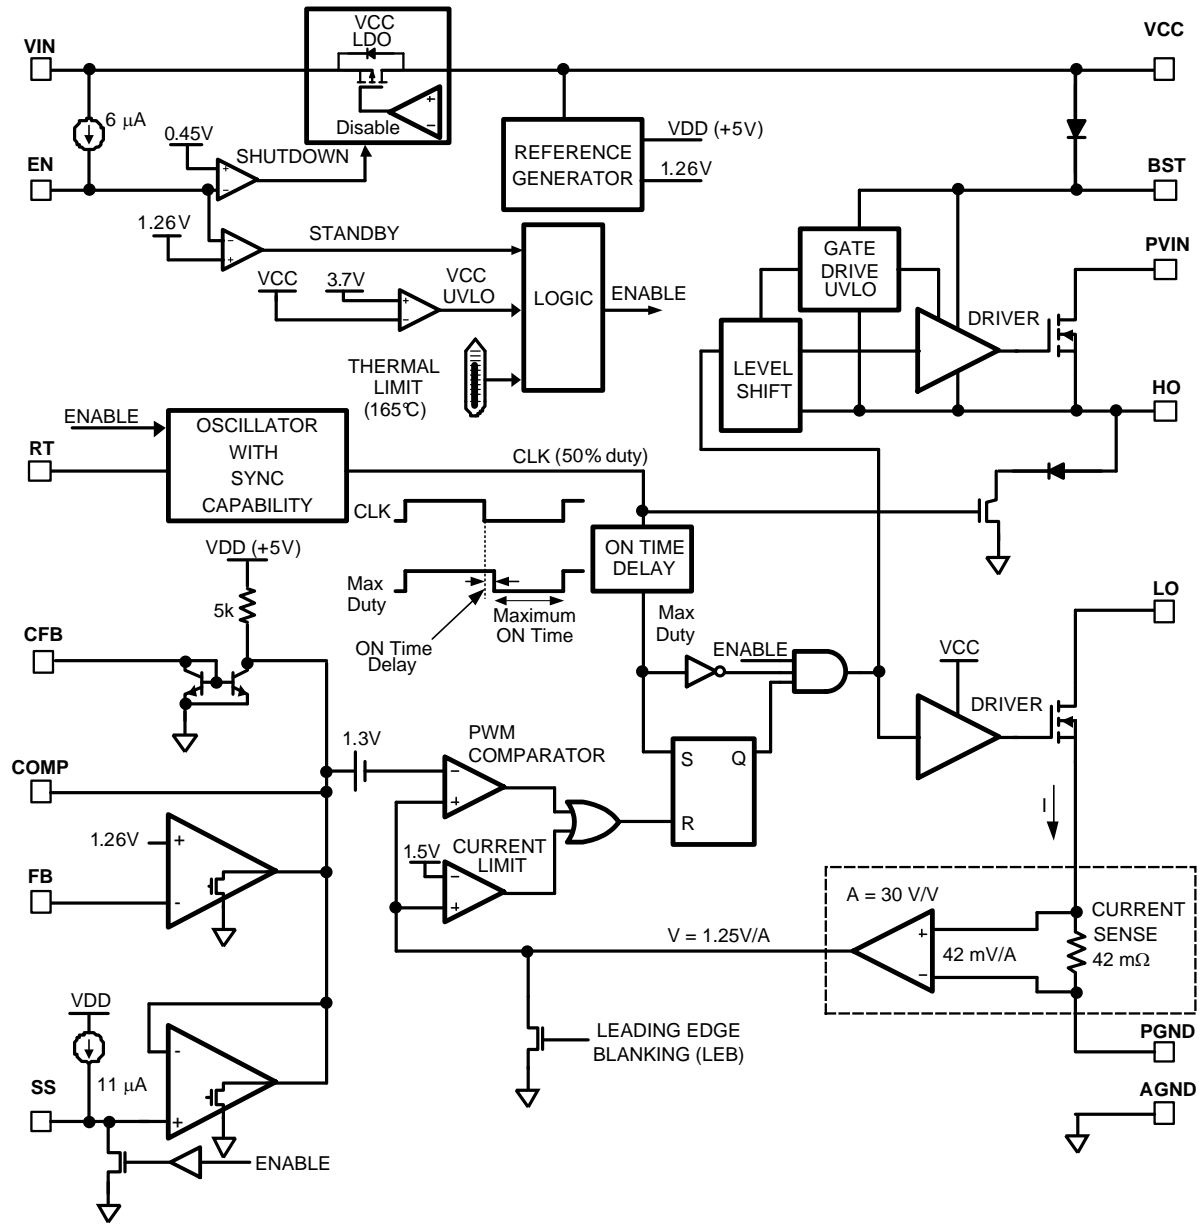 VCC
LDO
VIN
VCC
6 μA
0.45V
Disable
VDD (+5V)
SHUTDOWN
REFERENCE
GENERATOR
1.26V
EN
BST
1.26V
STANDBY
GATE
DRIVE
UVLO
PVIN
VCC
3.7V
VCC
UVLO
LOGIC
ENABLE
DRIVER
THERMAL
LIMIT
(165°C)
LEVEL
SHIFT
HO
ENABLE
OSCILLATOR
WITH
SYNC
CAPABILITY
RT
CLK (50% duty)
CLK
VDD (+5V)
ON TIME
DELAY
Max
Duty
5k
Maximum
ON Time
ON Time
Delay
Max
Duty
LO
CFB
ENABLE
VCC
DRIVER
1.3V
PWM
COMPARATOR
S
Q
R
COMP
I
1.26V
+
-
1.5V
CURRENT
LIMIT
FB
A = 30 V/V
CURRENT
SENSE
42 mΩ
V = 1.25V/A
42 mV/A
VDD
LEADING EDGE
BLANKING (LEB)
PGND
11 μA
SS
-
+
AGND
ENABLE